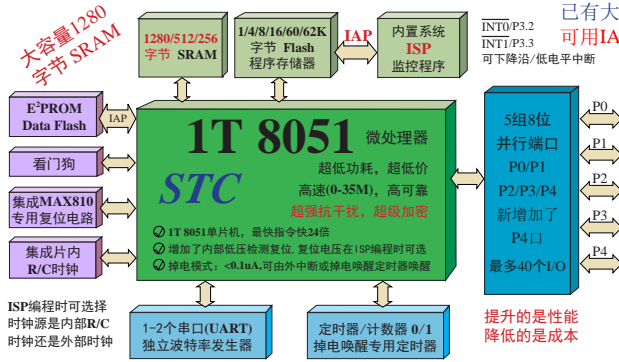 大容量1280
字节 SRAM
1280/512/256
字节 SRAM
1/4/8/16/60/62K
字节 Flash
程序存储器
IAP
内置系统
ISP
监控程序
INT0/P3.2
INT1/P3.3
可下降沿/低电平中断
已有大
可用IA
E²PROM
Data Flash
IAP
看门狗
集成MAX810
专用复位电路
集成片内
R/C时钟
1T 8051 微处理器
STC
超低功耗，超低价
高速(0-35M)，高可靠
超强抗干扰，超级加密
1T 8051单片机，最快指令快24倍
增加了内部低压检测复位, 复位电压在ISP编程时可选
掉电模式：<0.1uA,可由外中断或掉电唤醒定时器唤醒
5组8位
并行端口
P0/P1
P2/P3/P4
新增加了
P4口
最多40个I/O
P0
P1
P2
P3
P4
ISP编程时可选择
时钟源是内部R/C
时钟还是外部时钟
1-2个串口(UART)
独立波特率发生器
定时器/计数器 0/1
掉电唤醒专用定时器
提升的是性能
降低的是成本